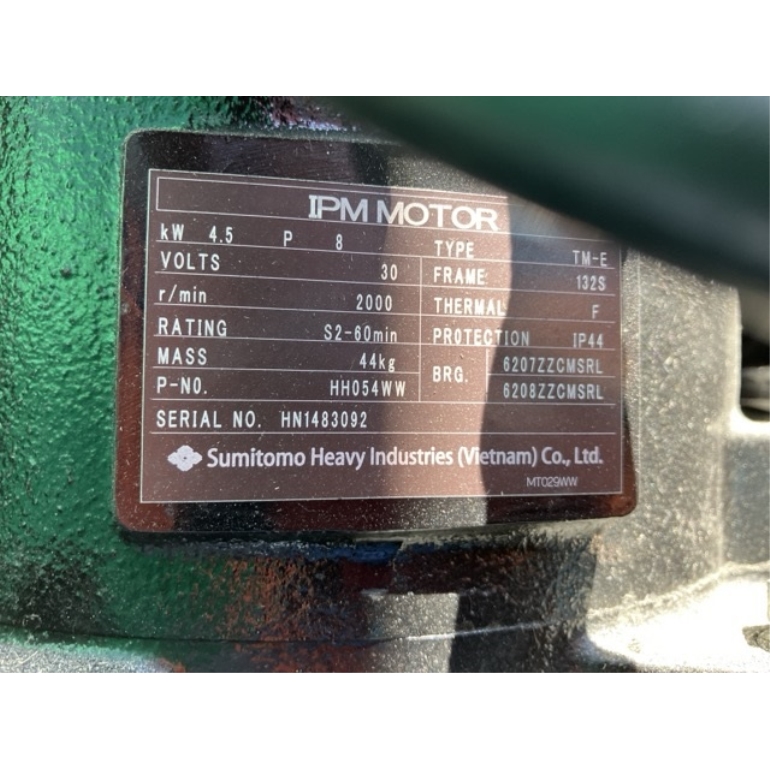 IPM MOTOR
kW 4.5 P 8 TYPE TM-E
VOLTS 30 FRAME 132S
r/min 2000 THERMAL F
RATING S2-60min PROTECTION IP44
MASS 44kg BRG. 6207ZZCMSRL
P-NO. HH054WW 6208ZZCMSRL
SERIAL NO. HN1483092
Sumitomo Heavy Industries (Vietnam) Co., Ltd.
MT029WW